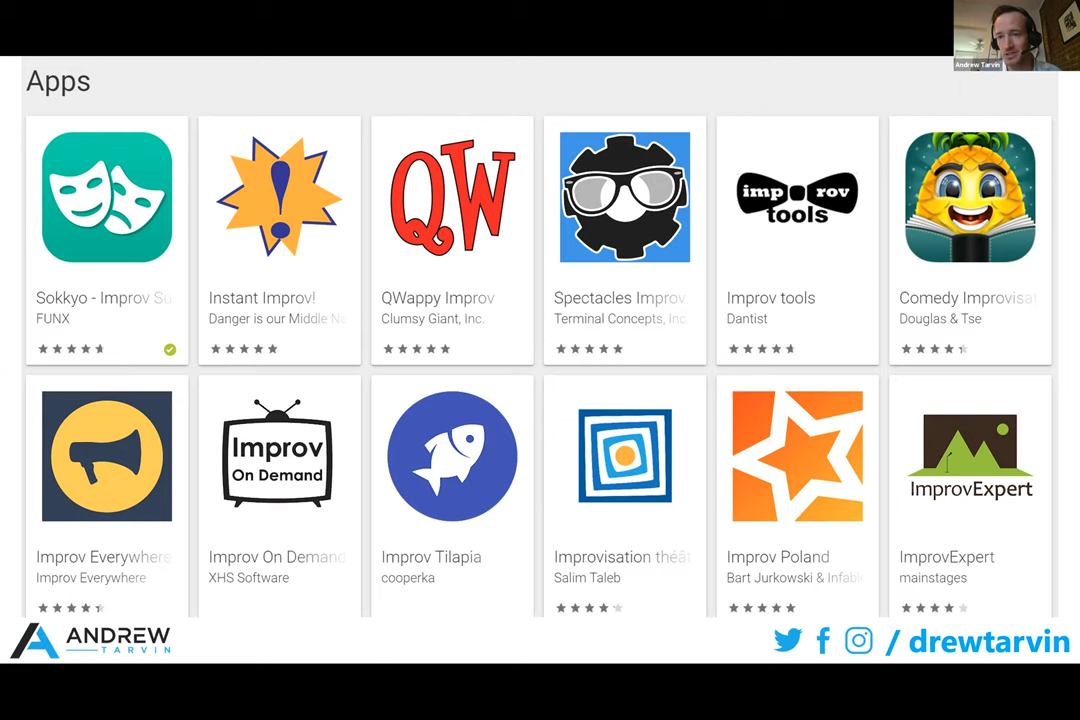 Andrew Tarvin
Apps
QW
imp rov
tools
Sokkyo - Improv Su
Instant Improv!
QWappy Improv
Spectacles Improv
Improv tools
Comedy Improvisat
FUNX
Danger is our Middle Na
Clumsy Giant, Inc.
Terminal Concepts, Inc.
Dantist
Douglas & Tse
Improv
On Demand
ImprovExpert
Improv Everywhere
Improv On Demand
Improv Tilapia
Improvisation théât
Improv Poland
ImprovExpert
Improv Everywhere
XHS Software
cooperka
Salim Taleb
Bart Jurkowski & Infab
mainstages
ANDREW
TARVIN
/ drewtarvin